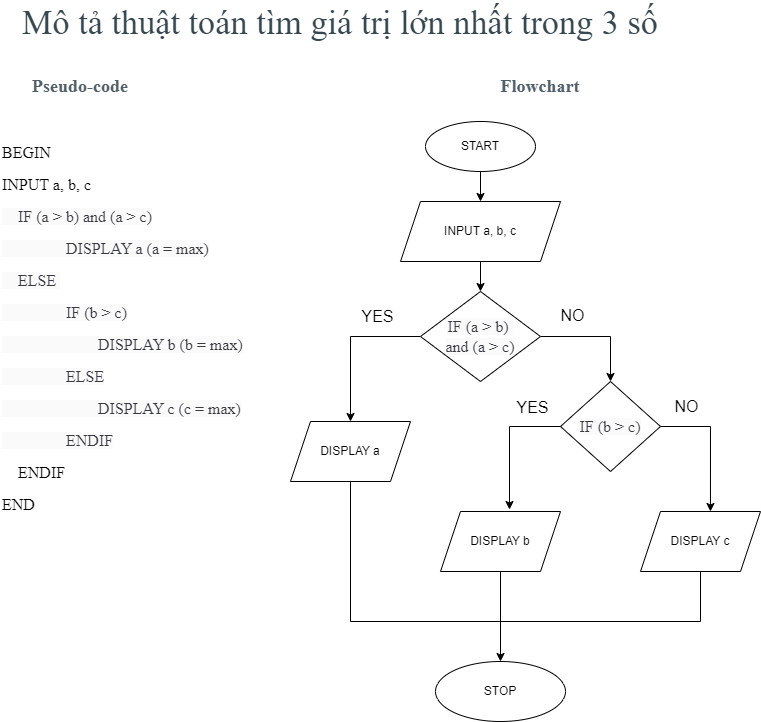 Mô tả thuật toán tìm giá trị lớn nhất trong 3 số
Pseudo-code
BEGIN
INPUT a, b, c
IF (a > b) and (a > c)
DISPLAY a (a = max)
ELSE
IF (b > c)
DISPLAY b (b = max)
ELSE
DISPLAY c (c = max)
ENDIF
ENDIF
END
Flowchart
START
INPUT a, b, c
IF (a > b)
and (a > c)
YES
NO
DISPLAY a
IF (b > c)
YES
NO
DISPLAY b
DISPLAY c
STOP